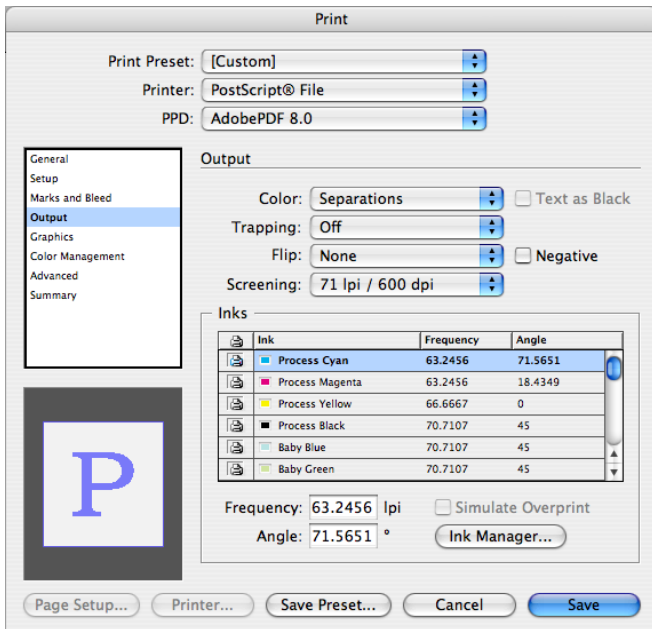 Print
Print Preset: [Custom]
Printer: PostScript® File
PPD: AdobePDF 8.0
General
Setup
Marks and Bleed
Output
Graphics
Color Management
Advanced
Summary
Output
Color: Separations Text as Black
Trapping: Off
Flip: None Negative
Screening: 71 lpi / 600 dpi
Inks
Ink Frequency Angle
Process Cyan 63.2456 71.5651
Process Magenta 63.2456 18.4349
Process Yellow 66.6667 0
Process Black 70.7107 45
Baby Blue 70.7107 45
Baby Green 70.7107 45
P
Frequency: 63.2456 lpi Simulate Overprint
Angle: 71.5651 ° Ink Manager...
Page Setup... Printer... Save Preset... Cancel Save